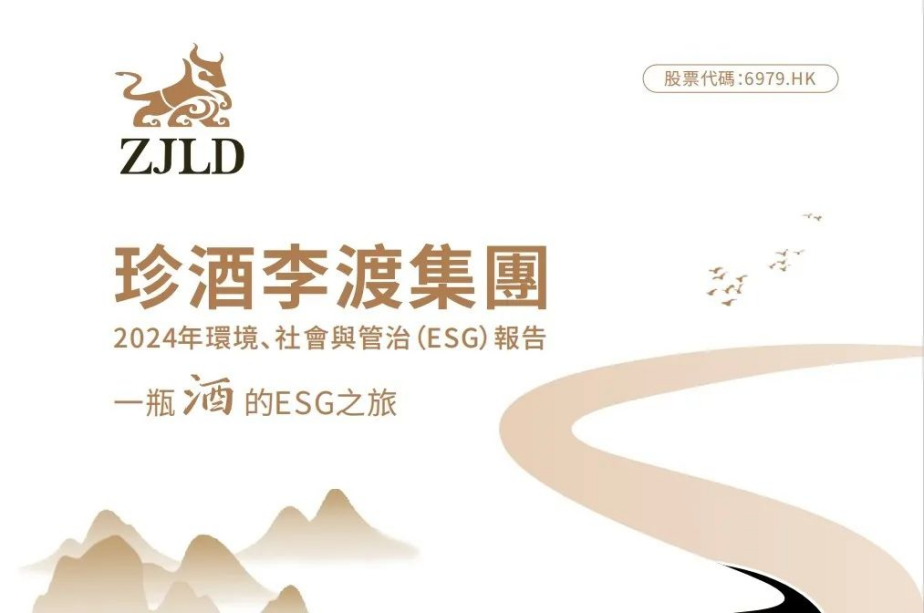 ZJLD
股票代碼:6979.HK
珍酒李渡集團
2024年環境、社會與管治(ESG)報告
一瓶酒的ESG之旅